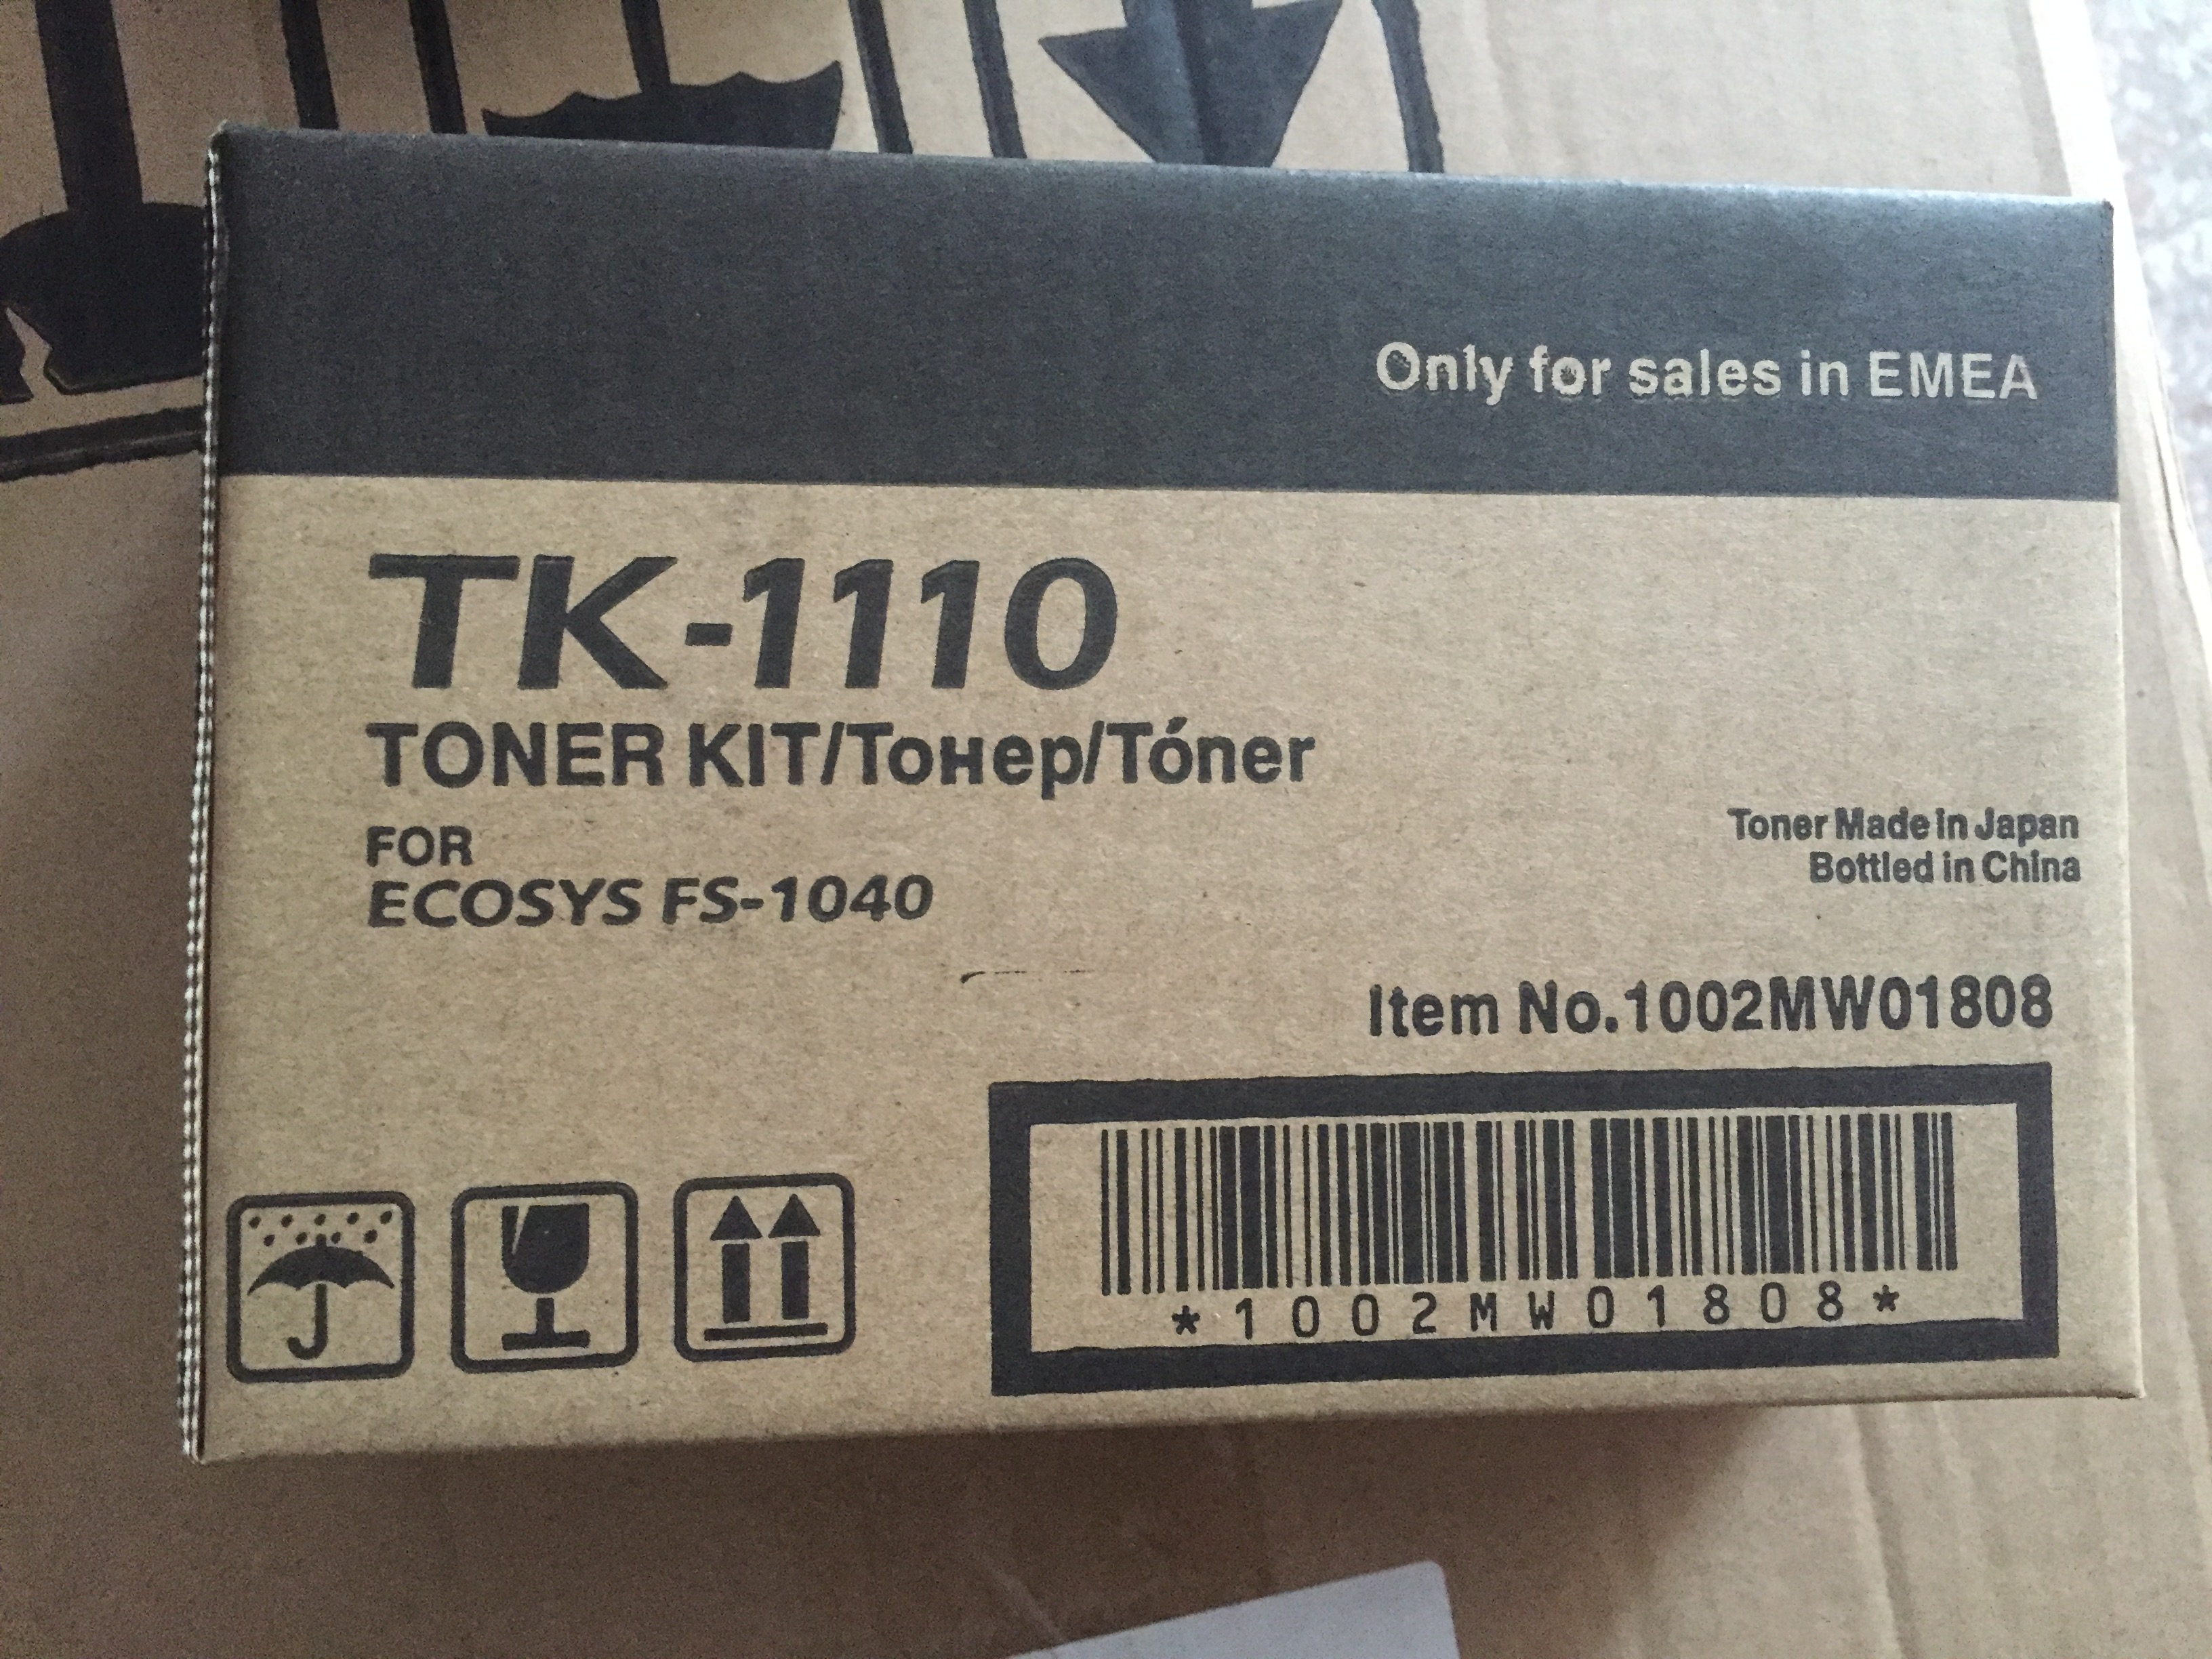 Only for sales in EMEA
TK-1110
TONER KIT/Тонер/Tóner
FOR
ECOSYS FS-1040
Toner Made in Japan
Bottled in China
Item No.1002MW01808
*1002MW01808*